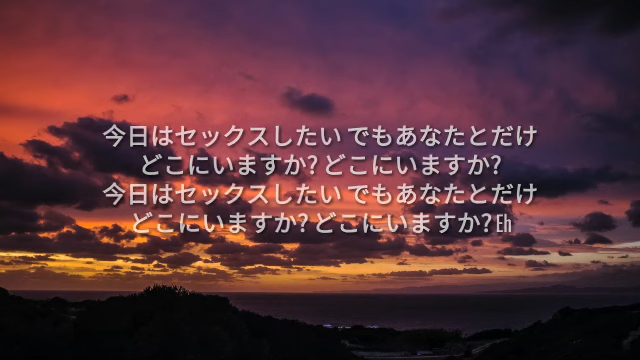 今日はセックスしたい でもあなたとだけ
どこにいますか? どこにいますか?
今日はセックスしたい でもあなたとだけ
どこにいますか? どこにいますか? Eh